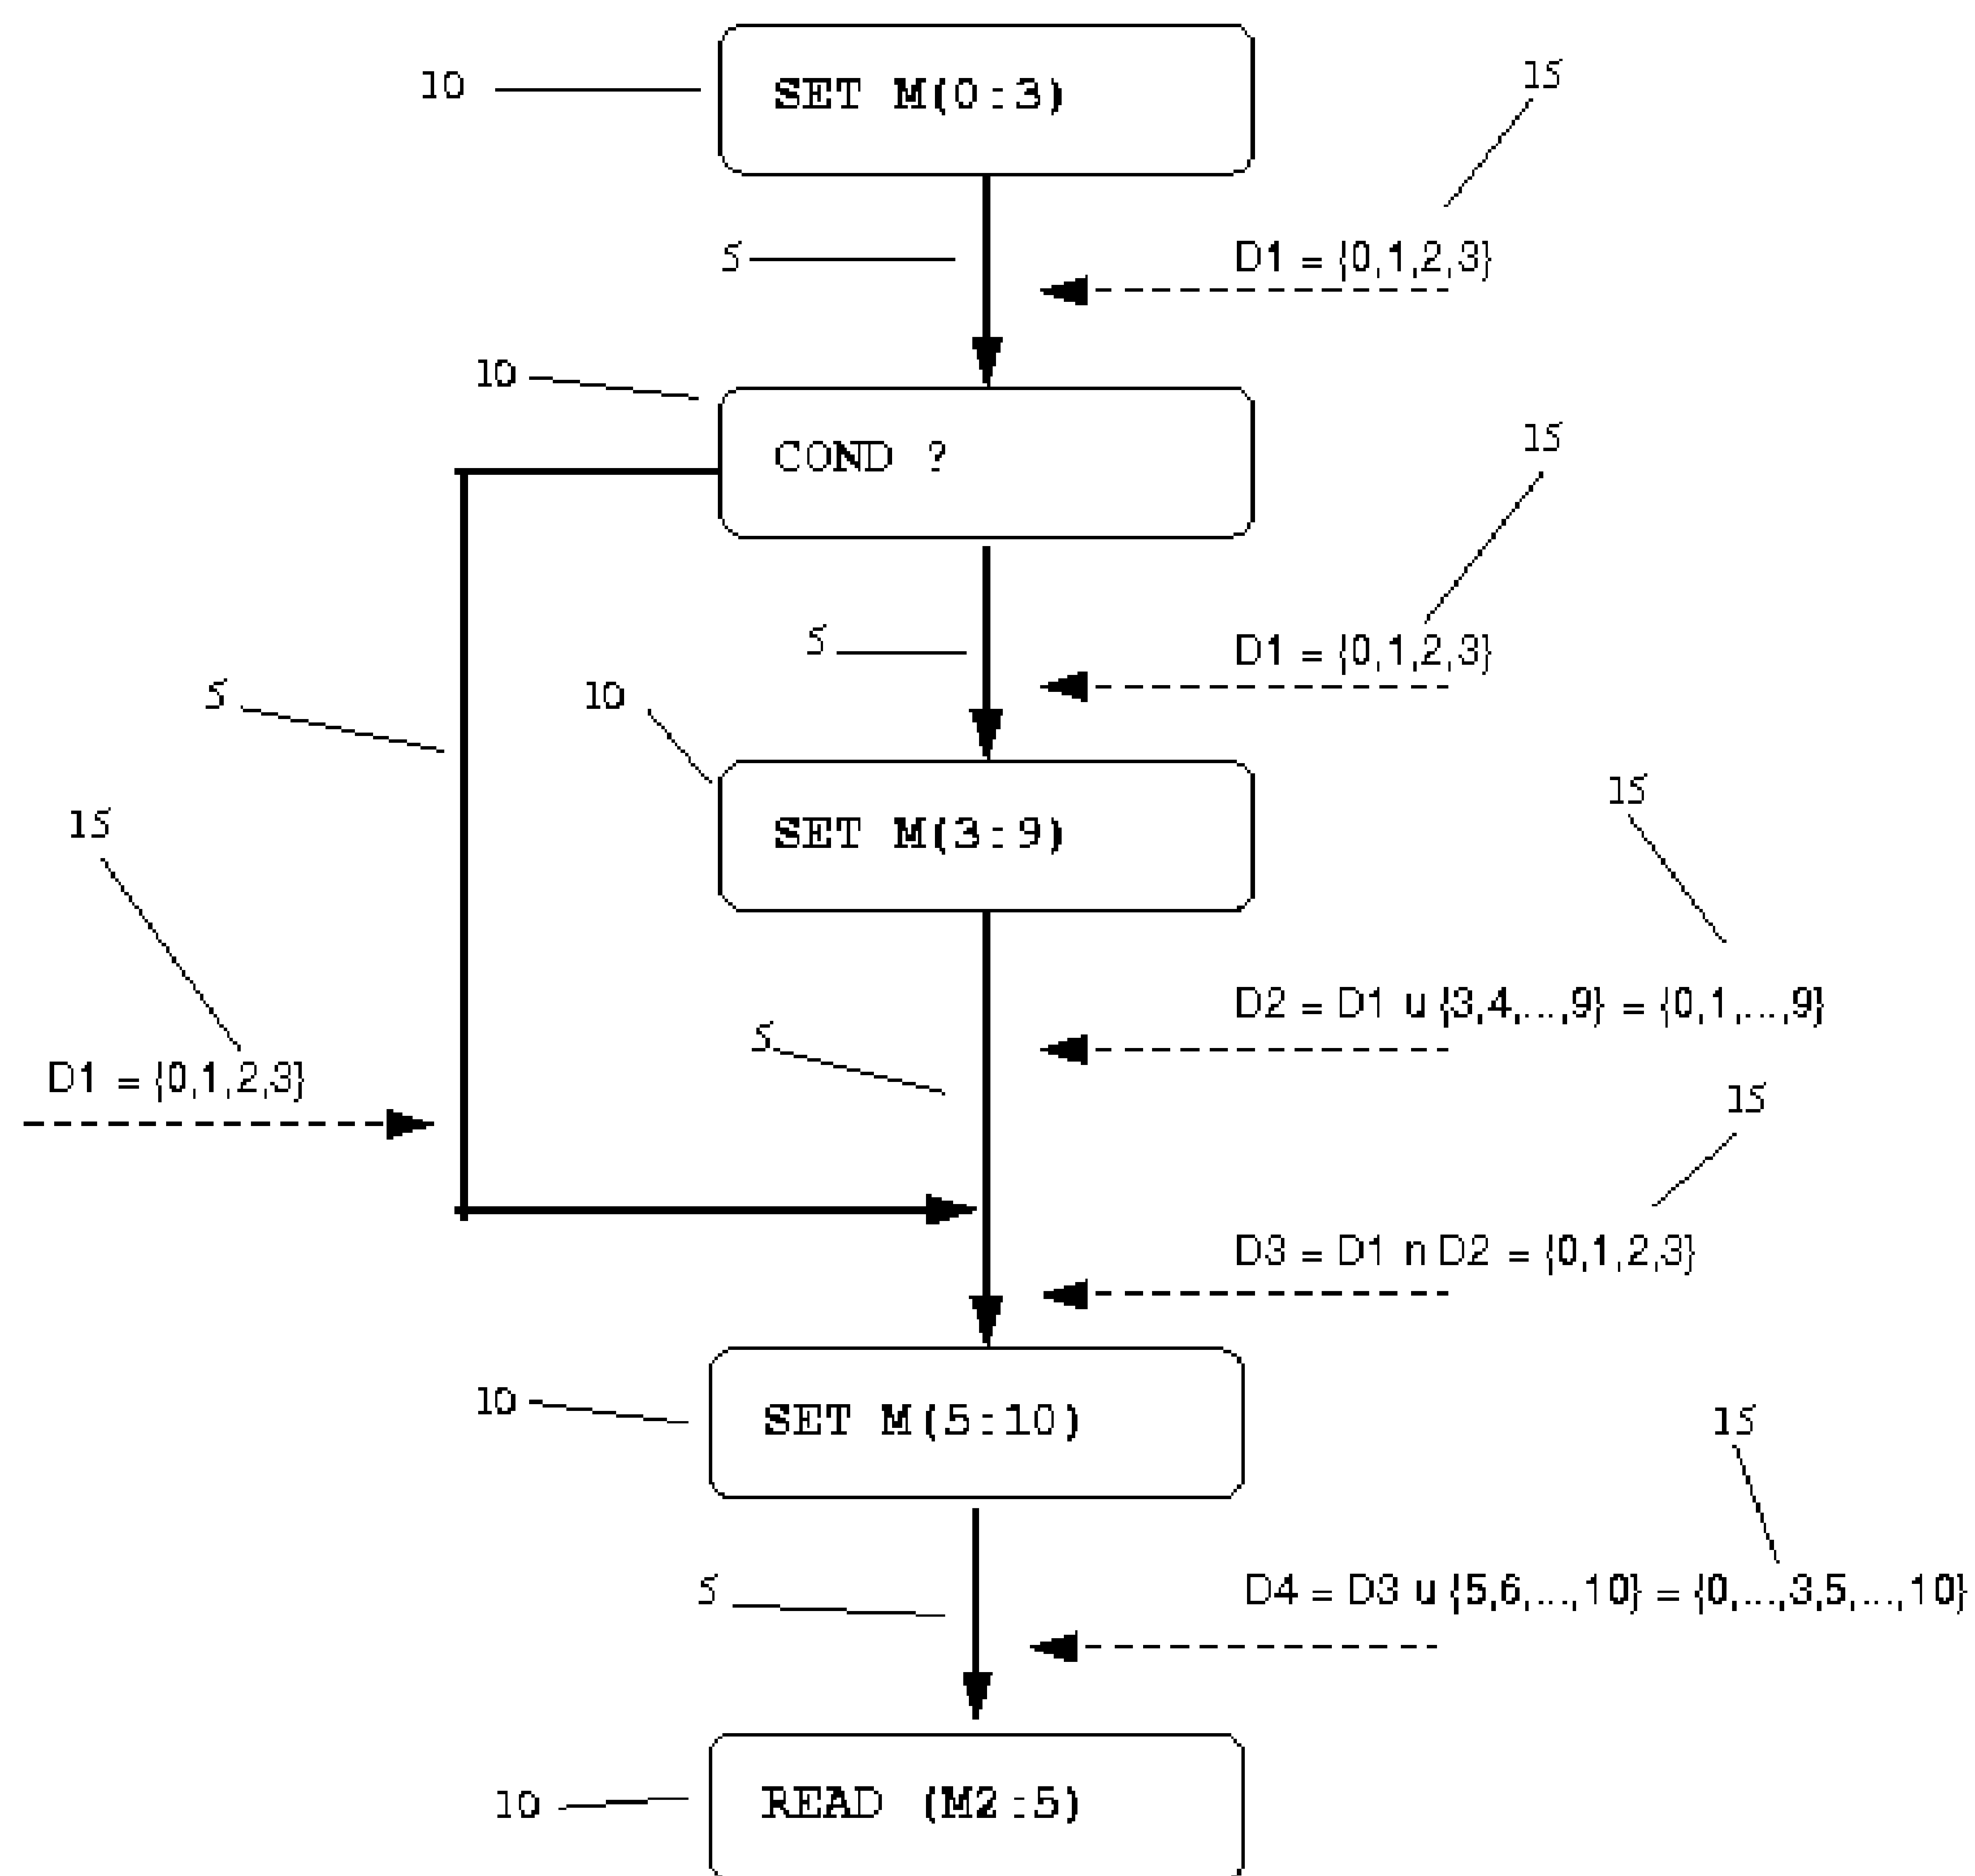 10
SET M(0:3)
15
5
D1 = {0,1,2,3}
10
COND ?
15
5
D1 = {0,1,2,3}
5
10
SET M(3:9)
15
15
D2 = D1 u {3,4,...,9} = {0,1,...,9}
5
D1 = {0,1,2,3}
15
D3 = D1 n D2 = {0,1,2,3}
10
SET M(5:10)
15
5
D4 = D3 u {5,6,...,10} = {0,...,3,5,...,10}
10
READ (M2:5)